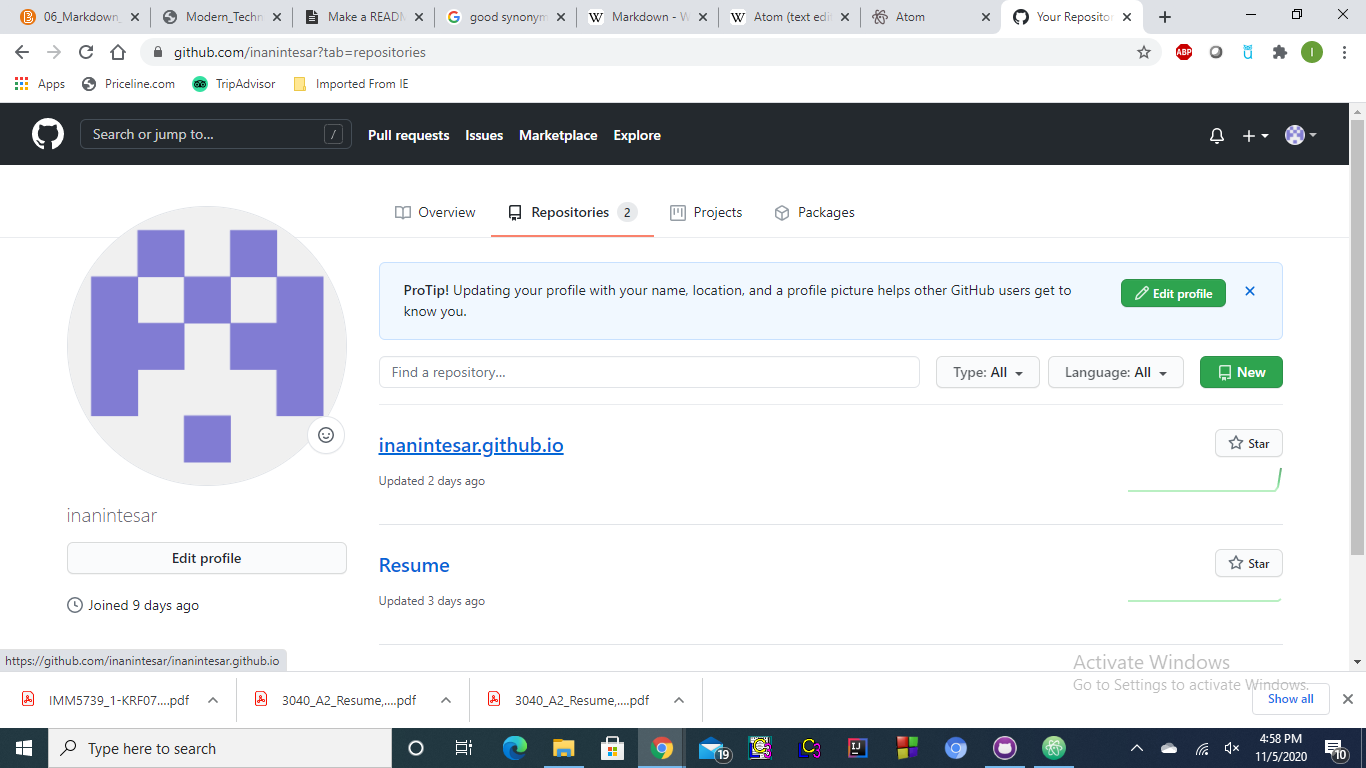 06_Markdown_
Modern_Techn
Make a READM
good synonym
Markdown - W
Atom (text edi
Atom
Your Repositor
github.com/inanintesar?tab=repositories
ABP
I
Apps
Priceline.com
TripAdvisor
Imported From IE
Search or jump to...
/
Pull requests
Issues
Marketplace
Explore
Overview
Repositories 2
Projects
Packages
ProTip! Updating your profile with your name, location, and a profile picture helps other GitHub users get to
know you.
Edit profile
Find a repository...
Type: All
Language: All
New
inanintesar.github.io
Star
Updated 2 days ago
inanintesar
Edit profile
Joined 9 days ago
Resume
Star
Updated 3 days ago
https://github.com/inanintesar/inanintesar.github.io
Activate Windows
Go to Settings to activate Windows.
IMM5739_1-KRF07....pdf
3040_A2_Resume,....pdf
3040_A2_Resume,....pdf
Show all
Type here to search
19
4:58 PM
11/5/2020
10